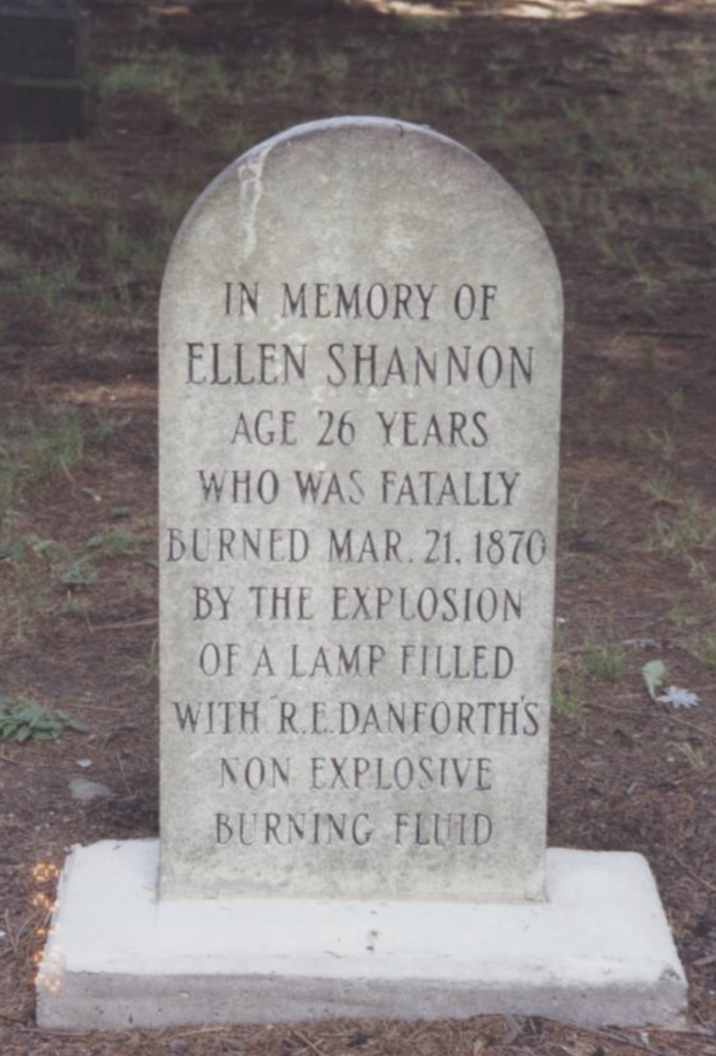 IN MEMORY OF
ELLEN SHANNON
AGE 26 YEARS
WHO WAS FATALLY
BURNED MAR. 21, 1870
BY THE EXPLOSION
OF A LAMP FILLED
WITH "R.E. DANFORTH'S
NON EXPLOSIVE
BURNING FLUID